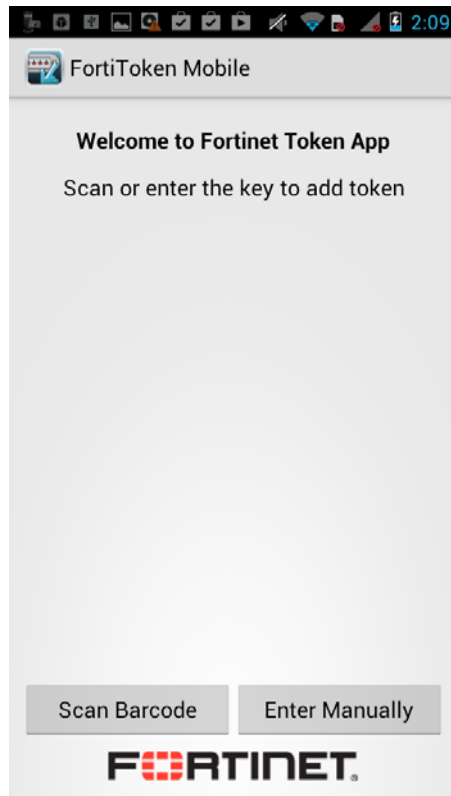 2:09
FortiToken Mobile
Welcome to Fortinet Token App
Scan or enter the key to add token
Scan Barcode Enter Manually
FORTINET